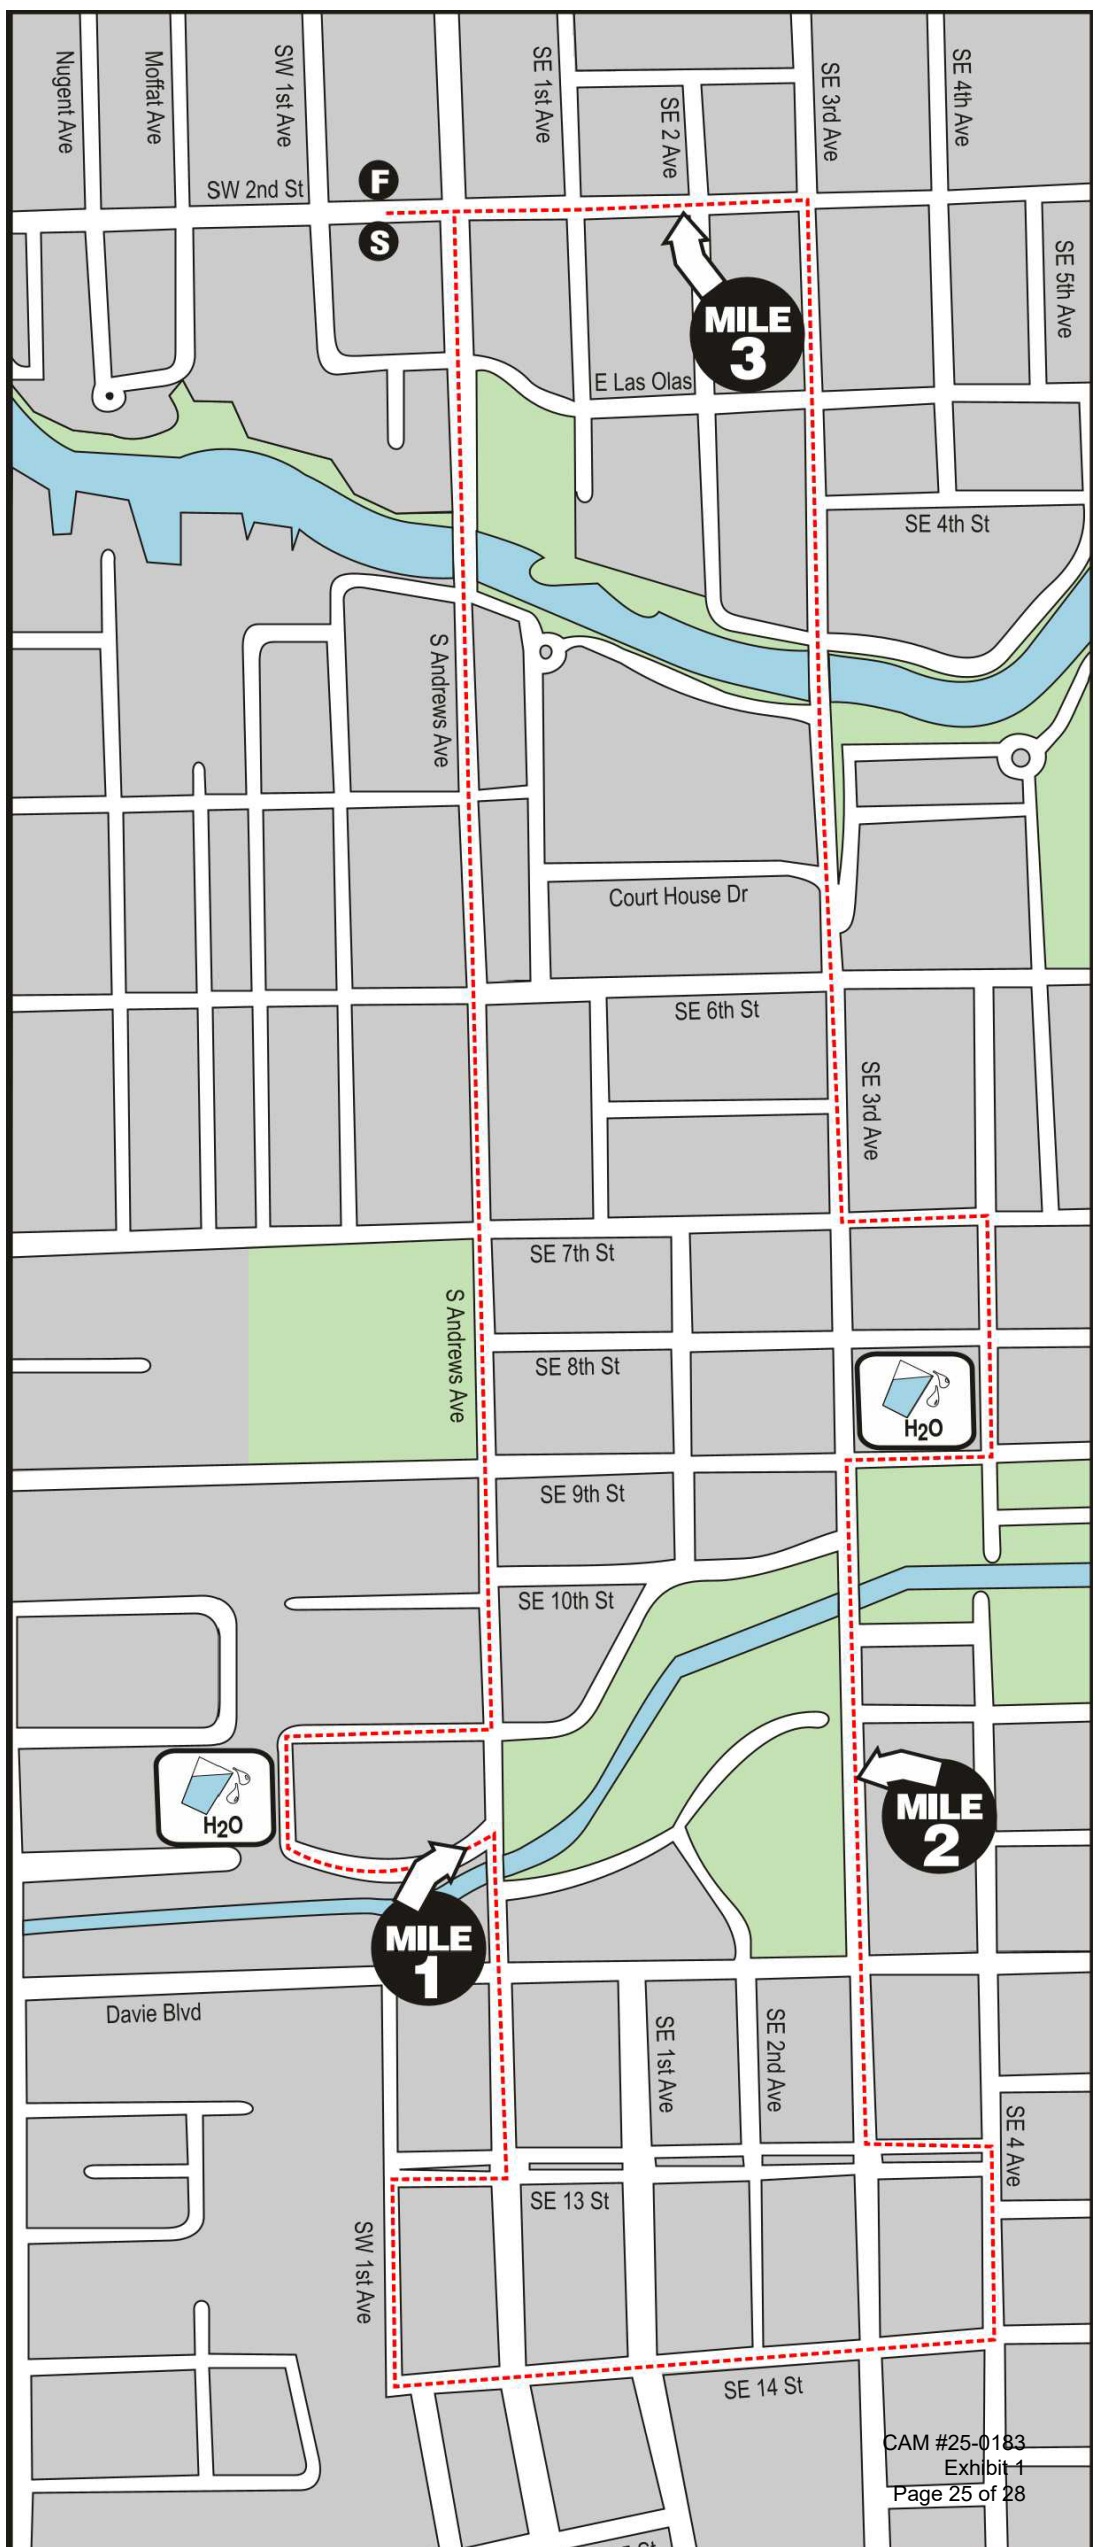 Nugent Ave
Moffat Ave
SW 1st Ave
SE 1st Ave
SE 2 Ave
SE 3rd Ave
SE 4th Ave
SW 2nd St
F
S
SE 5th Ave
MILE
3
E Las Olas
SE 4th St
S Andrews Ave
Court House Dr
SE 6th St
SE 3rd Ave
SE 7th St
S Andrews Ave
SE 8th St
H2O
SE 9th St
SE 10th St
H2O
MILE
2
MILE
1
Davie Blvd
SE 1st Ave
SE 2nd Ave
SE 4 Ave
SE 13 St
SW 1st Ave
SE 14 St
CAM #25-0183
Exhibit 1
Page 25 of 28
St